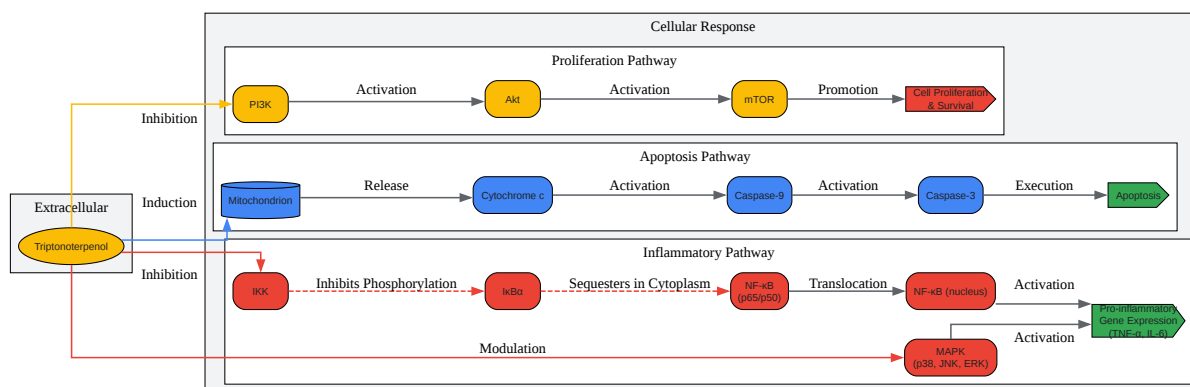 Cellular Response
Proliferation Pathway
PI3K
Activation
Akt
Activation
mTOR
Promotion
Cell Proliferation
& Survival
Inhibition
Apoptosis Pathway
Mitochondrion
Release
Cytochrome c
Activation
Caspase-9
Activation
Caspase-3
Execution
Apoptosis
Extracellular
Triptonoterpenol
Induction
Inhibition
Inflammatory Pathway
IKK
Inhibits Phosphorylation
IκBα
Sequesters in Cytoplasm
NF-κB
(p65/p50)
Translocation
NF-κB (nucleus)
Activation
Pro-inflammatory
Gene Expression
(TNF-α, IL-6)
Activation
Modulation
MAPK
(p38, JNK, ERK)